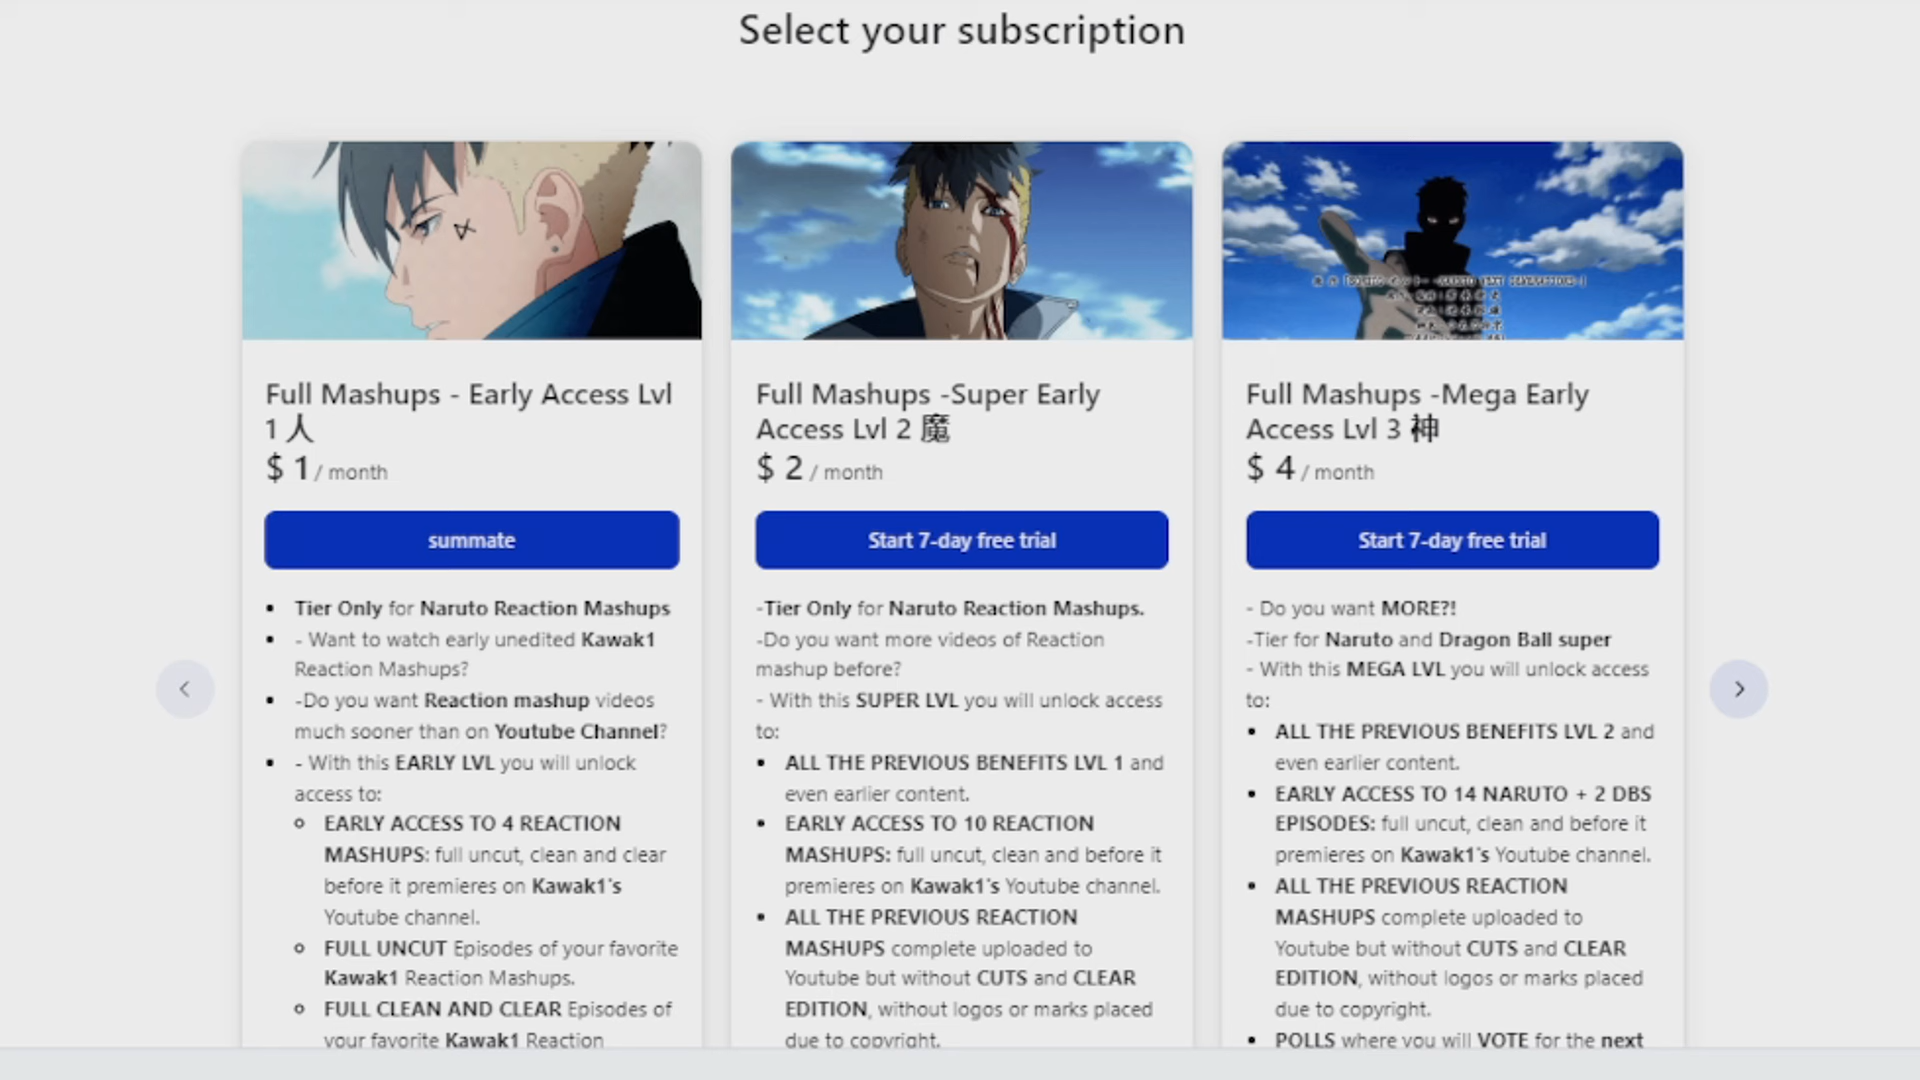 Select your subscription
Full Mashups - Early Access Lvl
1 人
$ 1 / month
summate
• Tier Only for Naruto Reaction Mashups
• - Want to watch early unedited Kawak1
Reaction Mashups?
• -Do you want Reaction mashup videos
much sooner than on Youtube Channel?
• - With this EARLY LVL you will unlock
access to:
EARLY ACCESS TO 4 REACTION
MASHUPS: full uncut, clean and clear
before it premieres on Kawak1's
Youtube channel.
FULL UNCUT Episodes of your favorite
Kawak1 Reaction Mashups.
FULL CLEAN AND CLEAR Episodes of
your favorite Kawak1 Reaction
Full Mashups -Super Early
Access Lvl 2 魔
$ 2 / month
Start 7-day free trial
-Tier Only for Naruto Reaction Mashups.
-Do you want more videos of Reaction
mashup before?
- With this SUPER LVL you will unlock access
to:
• ALL THE PREVIOUS BENEFITS LVL 1 and
even earlier content.
• EARLY ACCESS TO 10 REACTION
MASHUPS: full uncut, clean and before it
premieres on Kawak1's Youtube channel.
• ALL THE PREVIOUS REACTION
MASHUPS complete uploaded to
Youtube but without CUTS and CLEAR
EDITION, without logos or marks placed
due to copyright.
Full Mashups -Mega Early
Access Lvl 3 神
$ 4 / month
Start 7-day free trial
- Do you want MORE?!
-Tier for Naruto and Dragon Ball super
- With this MEGA LVL you will unlock access
to:
• ALL THE PREVIOUS BENEFITS LVL 2 and
even earlier content.
• EARLY ACCESS TO 14 NARUTO + 2 DBS
EPISODES: full uncut, clean and before it
premieres on Kawak1's Youtube channel.
• ALL THE PREVIOUS REACTION
MASHUPS complete uploaded to
Youtube but without CUTS and CLEAR
EDITION, without logos or marks placed
due to copyright.
• POLLS where you will VOTE for the next